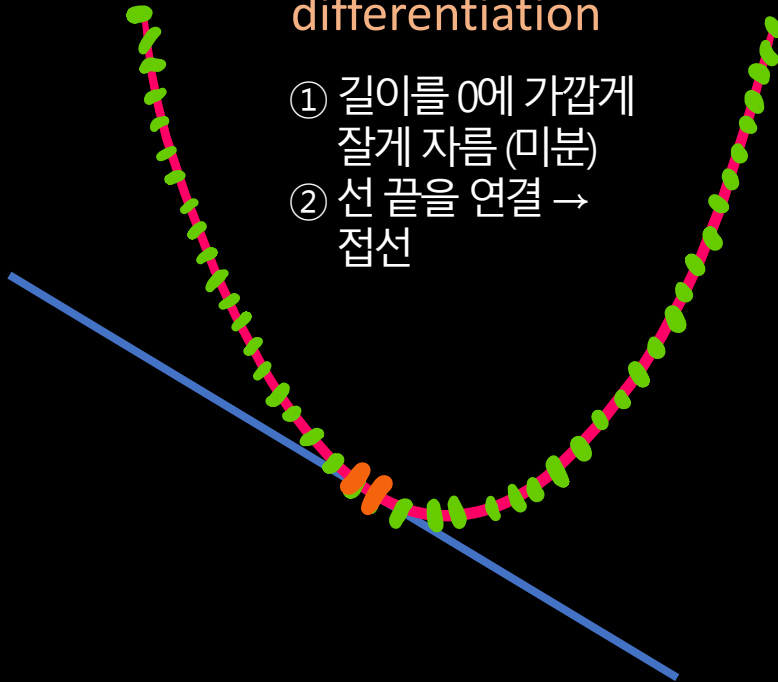 differentiation
① 길이를 0에 가깝게
잘게 자름 (미분)
② 선 끝을 연결 →
접선